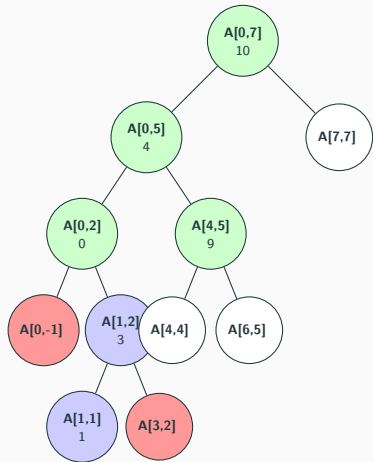 A[0,7]
10
A[0,5]
4
A[7,7]
A[0,2]
0
A[4,5]
9
A[0,-1]
A[1,2]
3
A[4,4]
A[6,5]
A[1,1]
1
A[3,2]